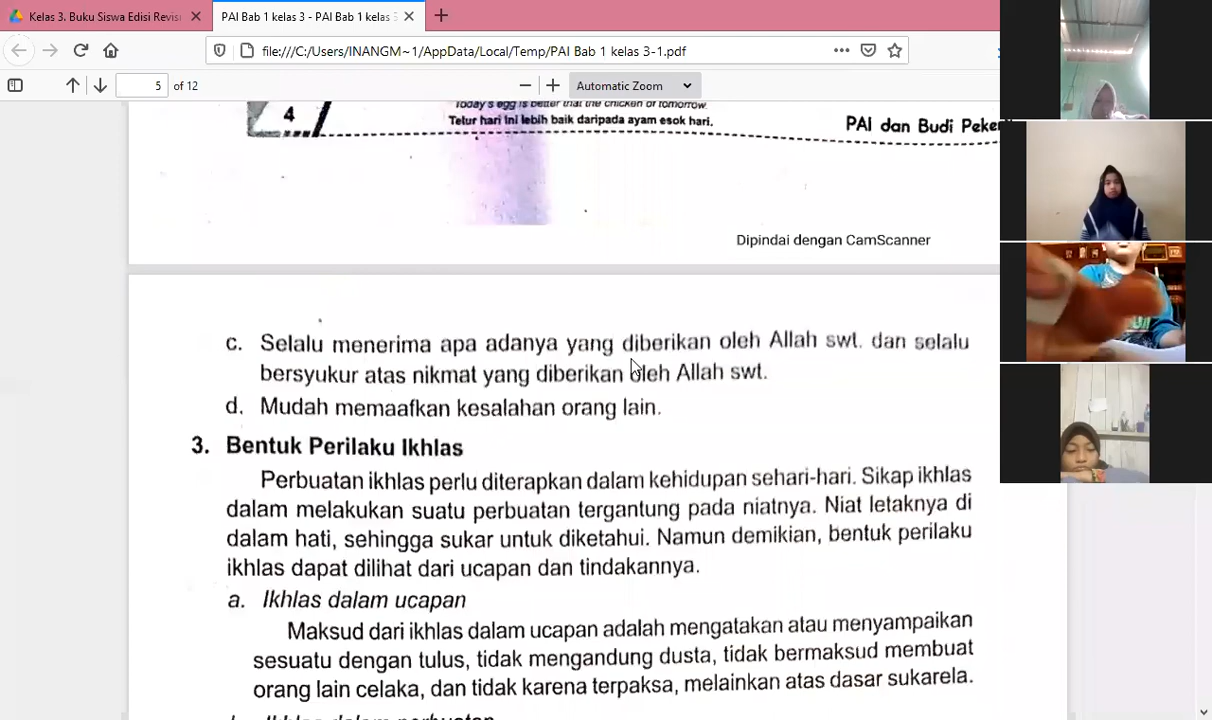 Kelas 3. Buku Siswa Edisi Revisi
PAI Bab 1 kelas 3 - PAI Bab 1 kelas 3
file:///C:/Users/INANGM~1/AppData/Local/Temp/PAI Bab 1 kelas 3-1.pdf
5 of 12
Automatic Zoom
4
Today's egg is better that the chicken of tomorrow.
Telur hari ini lebih baik daripada ayam esok hari.
PAI dan Budi
Dipindai dengan CamScanner
c. Selalu menerima apa adanya yang diberikan oleh Allah swt. dan selalu
bersyukur atas nikmat yang diberikan oleh Allah swt.
d. Mudah memaafkan kesalahan orang lain.
3. Bentuk Perilaku Ikhlas
Perbuatan ikhlas perlu diterapkan dalam kehidupan sehari-hari. Sikap ikhlas
dalam melakukan suatu perbuatan tergantung pada niatnya. Niat letaknya di
dalam hati, sehingga sukar untuk diketahui. Namun demikian, bentuk perilaku
ikhlas dapat dilihat dari ucapan dan tindakannya.
a. Ikhlas dalam ucapan
Maksud dari ikhlas dalam ucapan adalah mengatakan atau menyampaikan
sesuatu dengan tulus, tidak mengandung dusta, tidak bermaksud membuat
orang lain celaka, dan tidak karena terpaksa, melainkan atas dasar sukarela.
b. Ikhlas dalam perbuatan